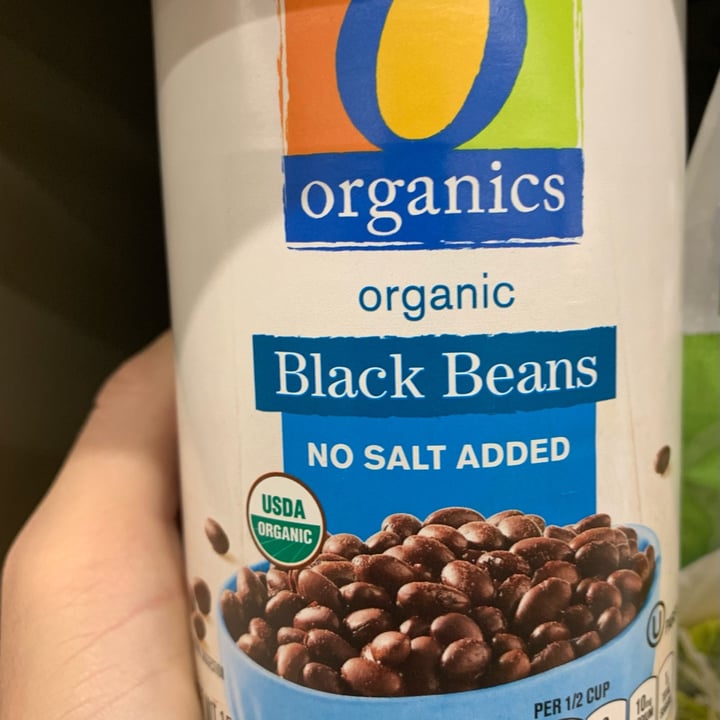 O
organics
organic
Black Beans
NO SALT ADDED
USDA
ORGANIC
U
PER 1/2 CUP